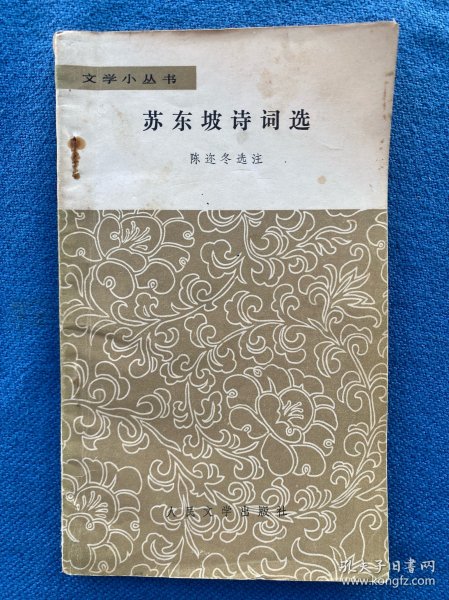 文学小丛书
苏东坡诗词选
陈迩冬选注
人民文学出版社
孔夫子旧书网
www.kongfz.com